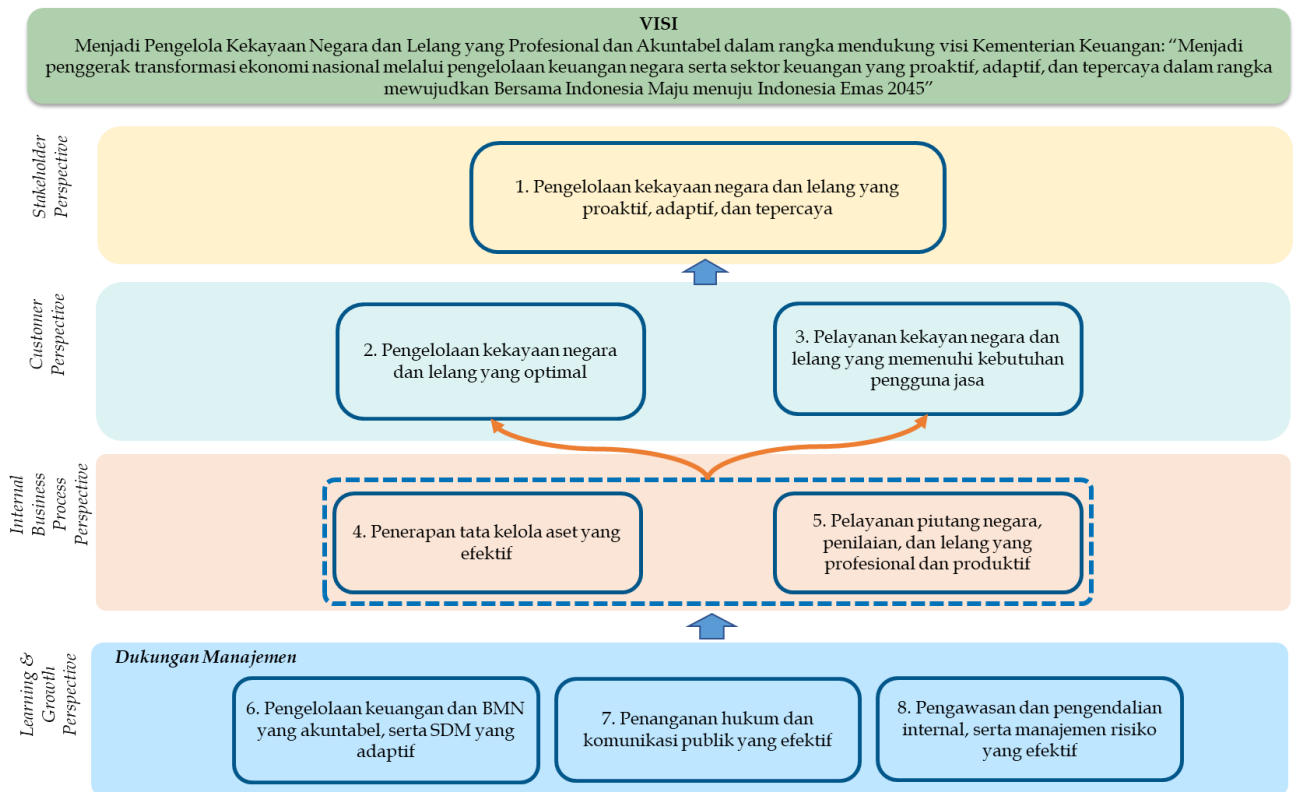 VISI
Menjadi Pengelola Kekayaan Negara dan Lelang yang Profesional dan Akuntabel dalam rangka mendukung visi Kementerian Keuangan: “Menjadi
penggerak transformasi ekonomi nasional melalui pengelolaan keuangan negara serta sektor keuangan yang proaktif, adaptif, dan tepercaya dalam rangka
mewujudkan Bersama Indonesia Maju menuju Indonesia Emas 2045”
Stakeholder
Perspective
1. Pengelolaan kekayaan negara dan lelang yang
proaktif, adaptif, dan tepercaya
Customer
Perspective
2. Pengelolaan kekayaan negara
dan lelang yang optimal
3. Pelayanan kekayan negara dan
lelang yang memenuhi kebutuhan
pengguna jasa
Internal
Business
Process
Perspective
4. Penerapan tata kelola aset yang
efektif
5. Pelayanan piutang negara,
penilaian, dan lelang yang
profesional dan produktif
Learning &
Growth
Perspective
Dukungan Manajemen
6. Pengelolaan keuangan dan BMN
yang akuntabel, serta SDM yang
adaptif
7. Penanganan hukum dan
komunikasi publik yang efektif
8. Pengawasan dan pengendalian
internal, serta manajemen risiko
yang efektif